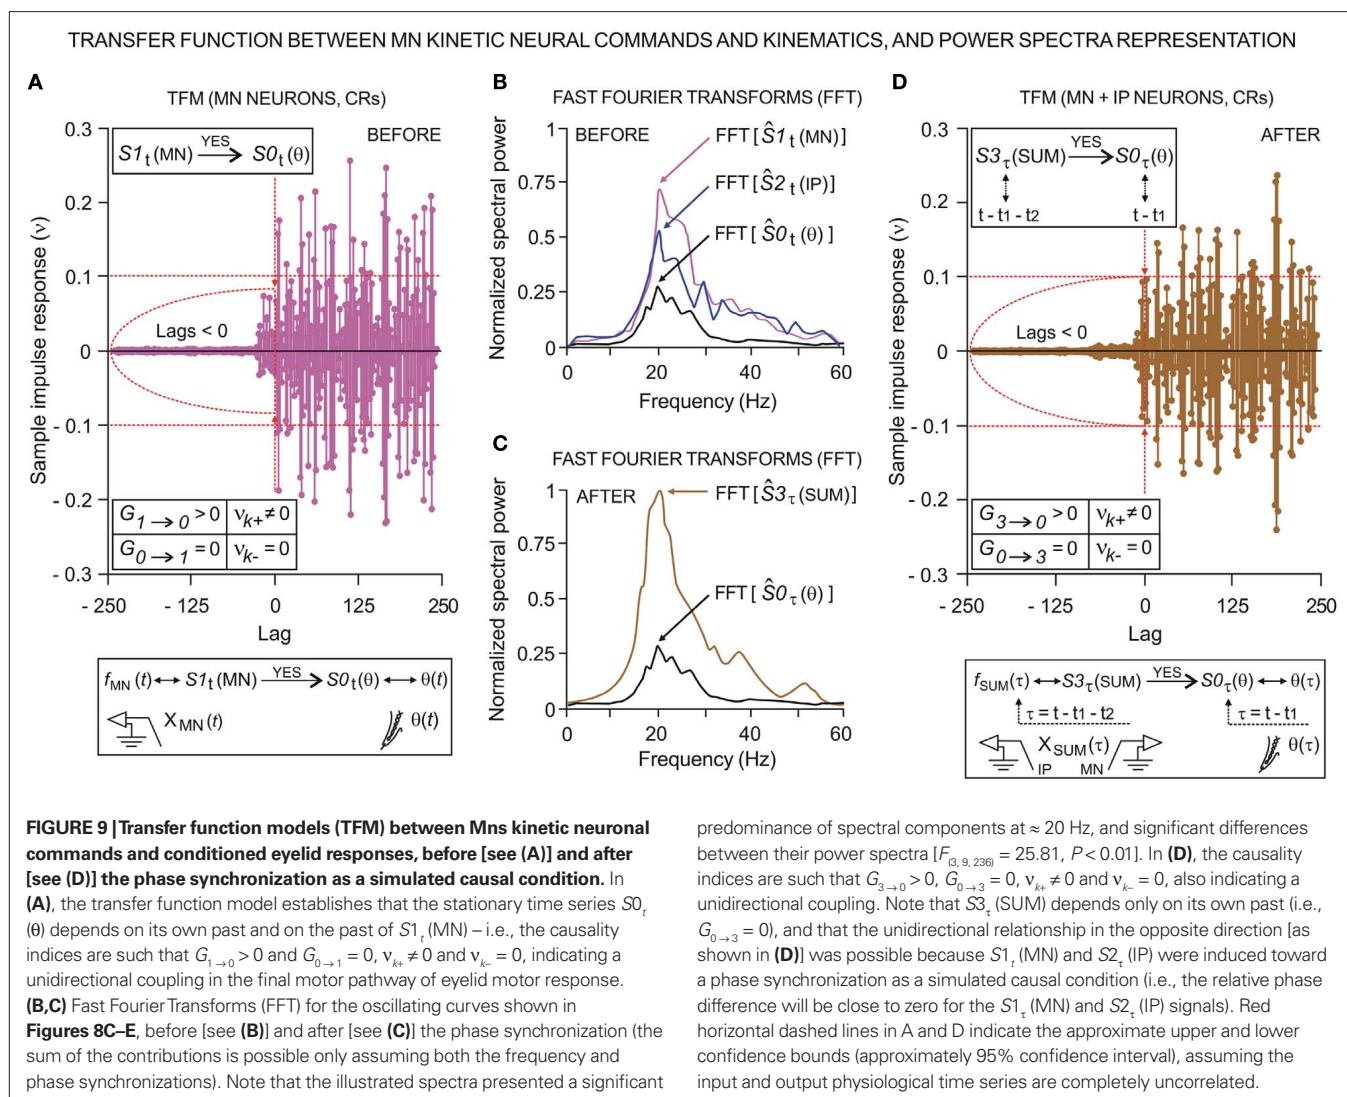 TRANSFER FUNCTION BETWEEN MN KINETIC NEURAL COMMANDS AND KINEMATICS, AND POWER SPECTRA REPRESENTATION
A
TFM (MN NEURONS, CRs)
BEFORE
S1t(MN) YES → S0t(θ)
Sample impulse response (ν)
0.3
0.2
0.1
0
- 0.1
- 0.2
- 0.3
Lags < 0
G1→0 > 0 νk+ ≠ 0
G0→1 = 0 νk- = 0
- 250 - 125 0 125 250
Lag
fMN(t) ↔ S1t(MN) YES → S0t(θ) ↔ θ(t)
XMN(t) θ(t)
B
FAST FOURIER TRANSFORMS (FFT)
BEFORE
FFT [Ŝ1t(MN)]
FFT [Ŝ2t(IP)]
FFT [Ŝ0t(θ)]
Normalized spectral power
1
0.75
0.5
0.25
0
0 20 40 60
Frequency (Hz)
C
FAST FOURIER TRANSFORMS (FFT)
AFTER
FFT [Ŝ3τ(SUM)]
FFT [Ŝ0τ(θ)]
Normalized spectral power
1
0.75
0.5
0.25
0
0 20 40 60
Frequency (Hz)
D
TFM (MN + IP NEURONS, CRs)
AFTER
S3τ(SUM) YES → S0τ(θ)
t - t1 - t2 t - t1
Sample impulse response (ν)
0.3
0.2
0.1
0
- 0.1
- 0.2
- 0.3
Lags < 0
G3→0 > 0 νk+ ≠ 0
G0→3 = 0 νk- = 0
-250 - 125 0 125 250
Lag
fSUM(τ) ↔ S3τ(SUM) YES → S0τ(θ) ↔ θ(τ)
τ = t - t1 - t2 τ = t - t1
XSUM(τ) θ(τ)
IP MN
FIGURE 9 | Transfer function models (TFM) between Mns kinetic neuronal
commands and conditioned eyelid responses, before [see (A)] and after
[see (D)] the phase synchronization as a simulated causal condition. In
(A), the transfer function model establishes that the stationary time series S0t
(θ) depends on its own past and on the past of S1t (MN) – i.e., the causality
indices are such that G1→0 > 0 and G0→1 = 0, νk+ ≠ 0 and νk− = 0, indicating a
unidirectional coupling in the final motor pathway of eyelid motor response.
(B,C) Fast Fourier Transforms (FFT) for the oscillating curves shown in
Figures 8C–E, before [see (B)] and after [see (C)] the phase synchronization (the
sum of the contributions is possible only assuming both the frequency and
phase synchronizations). Note that the illustrated spectra presented a significant
predominance of spectral components at ≈ 20 Hz, and significant differences
between their power spectra [F(3, 9, 236) = 25.81, P < 0.01]. In (D), the causality
indices are such that G3→0 > 0, G0→3 = 0, νk+ ≠ 0 and νk− = 0, also indicating a
unidirectional coupling. Note that S3τ (SUM) depends only on its own past (i.e.,
G0→3 = 0), and that the unidirectional relationship in the opposite direction [as
shown in (D)] was possible because S1t (MN) and S2τ (IP) were induced toward
a phase synchronization as a simulated causal condition (i.e., the relative phase
difference will be close to zero for the S1τ (MN) and S2τ (IP) signals). Red
horizontal dashed lines in A and D indicate the approximate upper and lower
confidence bounds (approximately 95% confidence interval), assuming the
input and output physiological time series are completely uncorrelated.